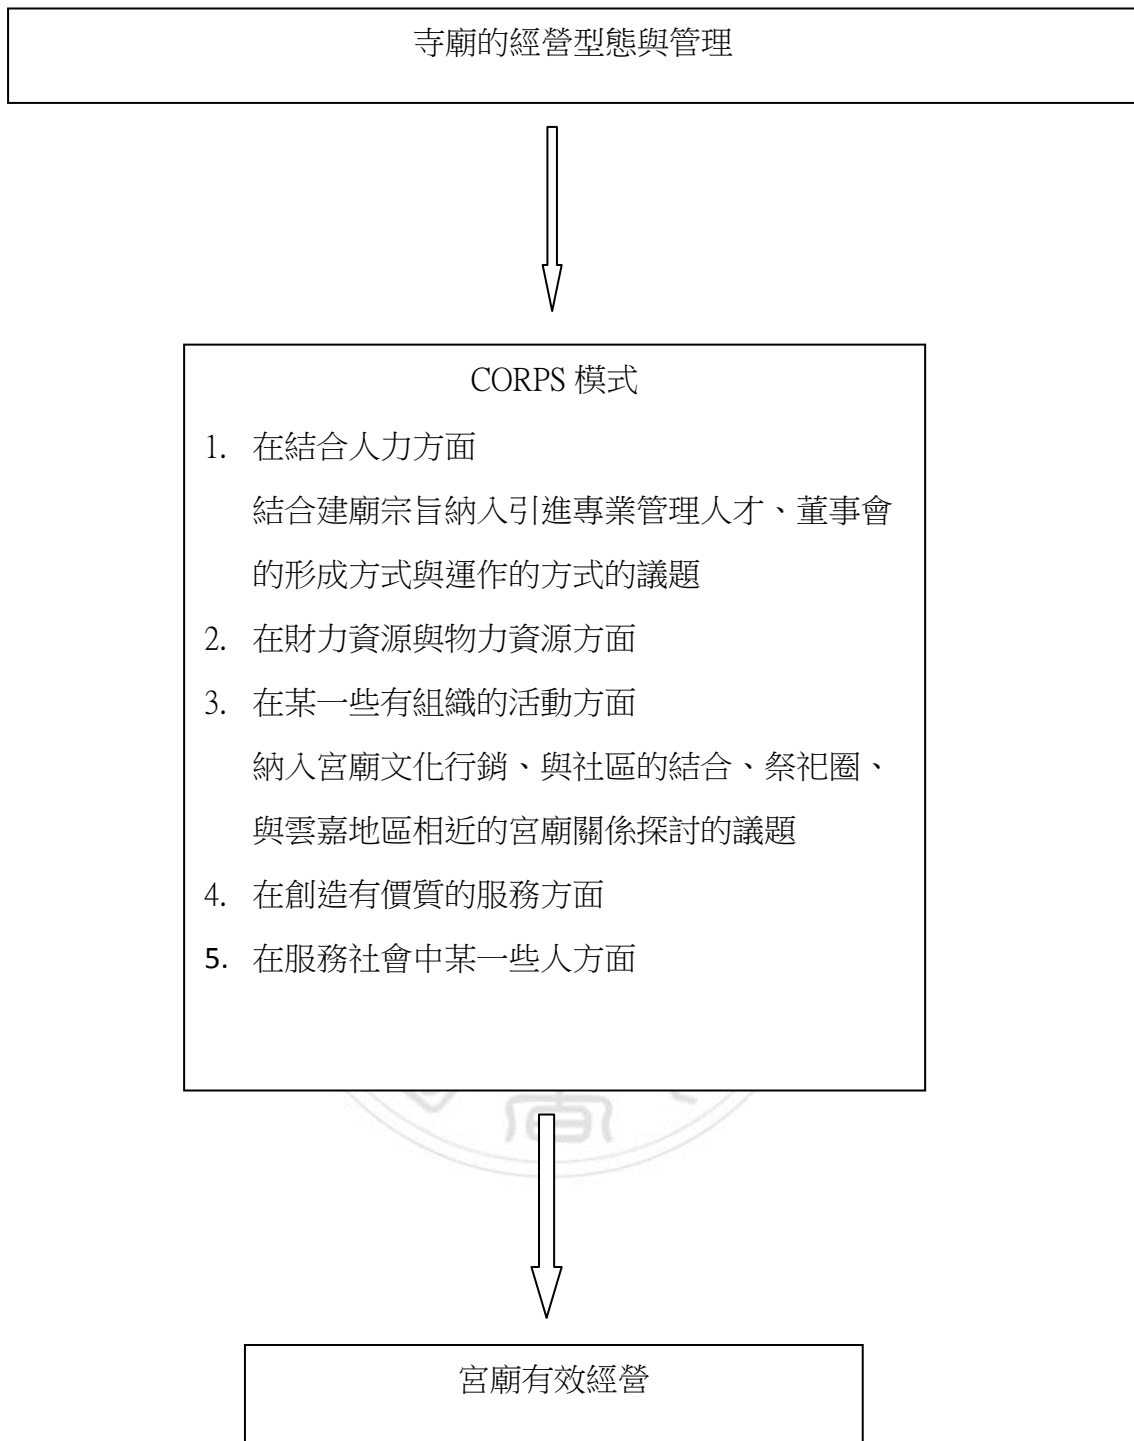 寺廟的經營型態與管理
CORPS 模式
1. 在結合人力方面
結合建廟宗旨納入引進專業管理人才、董事會
的形成方式與運作的方式的議題
2. 在財力資源與物力資源方面
3. 在某一些有組織的活動方面
納入宮廟文化行銷、與社區的結合、祭祀圈、
與雲嘉地區相近的宮廟關係探討的議題
4. 在創造有價質的服務方面
5. 在服務社會中某一些人方面
宮廟有效經營